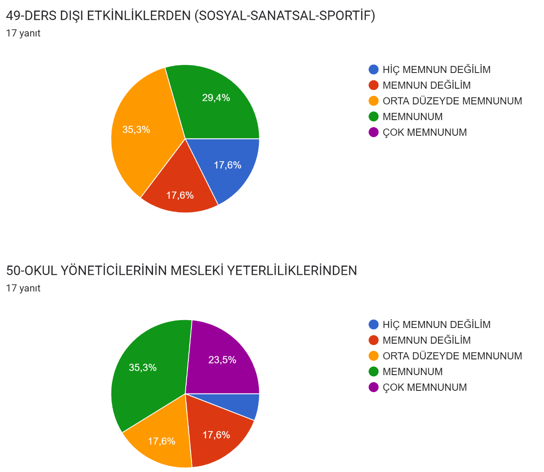 49-DERS DIŞI ETKİNLİKLERDEN (SOSYAL-SANATSAL-SPORTİF)
17 yanıt
HİÇ MEMNUN DEĞİLİM
MEMNUN DEĞİLİM
ORTA DÜZEYDE MEMNUNUM
MEMNUNUM
ÇOK MEMNUNUM
29,4%
35,3%
17,6%
17,6%
50-OKUL YÖNETİCİLERİNİN MESLEKİ YETERLİLİKLERİNDEN
17 yanıt
HİÇ MEMNUN DEĞİLİM
MEMNUN DEĞİLİM
ORTA DÜZEYDE MEMNUNUM
MEMNUNUM
ÇOK MEMNUNUM
23,5%
35,3%
17,6%
17,6%